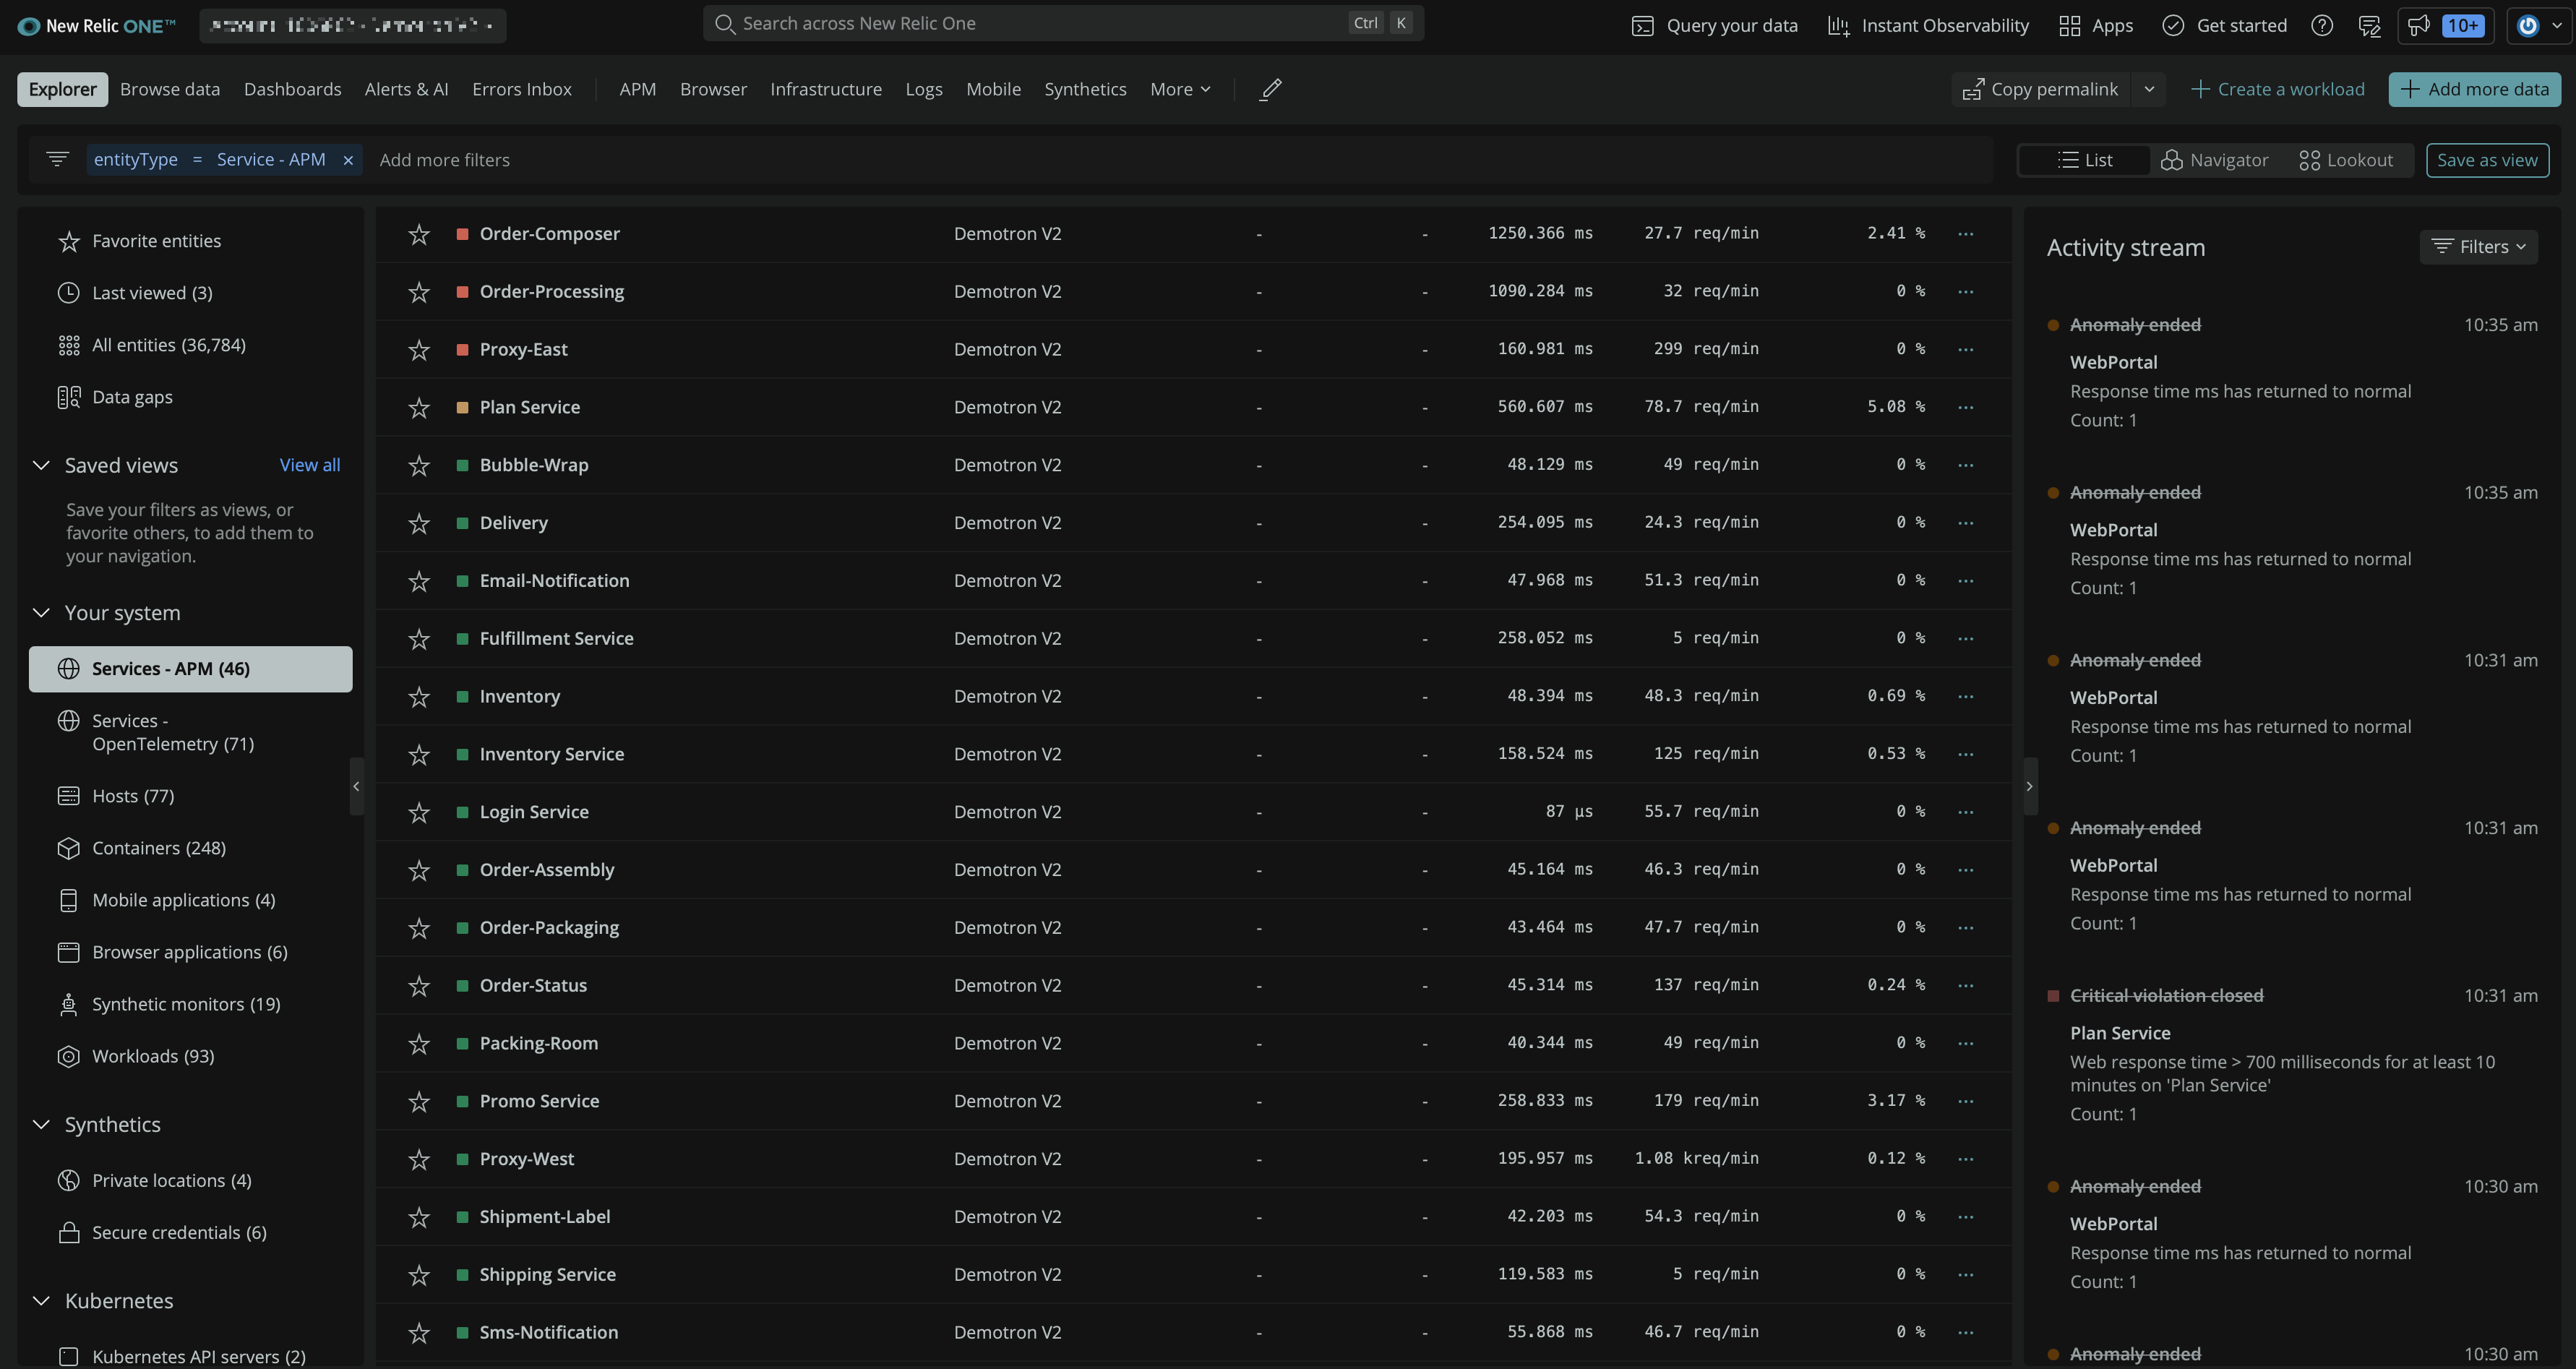 New Relic ONE™
Search across New Relic One
Ctrl K
Query your data
Instant Observability
Apps
Get started
10+
Explorer
Browse data
Dashboards
Alerts & AI
Errors Inbox
APM
Browser
Infrastructure
Logs
Mobile
Synthetics
More
Copy permalink
Create a workload
Add more data
entityType = Service - APM ×
Add more filters
List
Navigator
Lookout
Save as view
Favorite entities
Last viewed (3)
All entities (36,784)
Data gaps
Saved views View all
Save your filters as views, or
favorite others, to add them to
your navigation.
Your system
Services - APM (46)
Services -
OpenTelemetry (71)
Hosts (77)
Containers (248)
Mobile applications (4)
Browser applications (6)
Synthetic monitors (19)
Workloads (93)
Synthetics
Private locations (4)
Secure credentials (6)
Kubernetes
Kubernetes API servers (2)
Order-Composer Demotron V2 - - 1250.366 ms 27.7 req/min 2.41 % ...
Order-Processing Demotron V2 - - 1090.284 ms 32 req/min 0 % ...
Proxy-East Demotron V2 - - 160.981 ms 299 req/min 0 % ...
Plan Service Demotron V2 - - 560.607 ms 78.7 req/min 5.08 % ...
Bubble-Wrap Demotron V2 - - 48.129 ms 49 req/min 0 % ...
Delivery Demotron V2 - - 254.095 ms 24.3 req/min 0 % ...
Email-Notification Demotron V2 - - 47.968 ms 51.3 req/min 0 % ...
Fulfillment Service Demotron V2 - - 258.052 ms 5 req/min 0 % ...
Inventory Demotron V2 - - 48.394 ms 48.3 req/min 0.69 % ...
Inventory Service Demotron V2 - - 158.524 ms 125 req/min 0.53 % ...
Login Service Demotron V2 - - 87 µs 55.7 req/min 0 % ...
Order-Assembly Demotron V2 - - 45.164 ms 46.3 req/min 0 % ...
Order-Packaging Demotron V2 - - 43.464 ms 47.7 req/min 0 % ...
Order-Status Demotron V2 - - 45.314 ms 137 req/min 0.24 % ...
Packing-Room Demotron V2 - - 40.344 ms 49 req/min 0 % ...
Promo Service Demotron V2 - - 258.833 ms 179 req/min 3.17 % ...
Proxy-West Demotron V2 - - 195.957 ms 1.08 kreq/min 0.12 % ...
Shipment-Label Demotron V2 - - 42.203 ms 54.3 req/min 0 % ...
Shipping Service Demotron V2 - - 119.583 ms 5 req/min 0 % ...
Sms-Notification Demotron V2 - - 55.868 ms 46.7 req/min 0 % ...
Activity stream
Filters
Anomaly ended 10:35 am
WebPortal
Response time ms has returned to normal
Count: 1
Anomaly ended 10:35 am
WebPortal
Response time ms has returned to normal
Count: 1
Anomaly ended 10:31 am
WebPortal
Response time ms has returned to normal
Count: 1
Anomaly ended 10:31 am
WebPortal
Response time ms has returned to normal
Count: 1
Critical violation closed 10:31 am
Plan Service
Web response time > 700 milliseconds for at least 10
minutes on 'Plan Service'
Count: 1
Anomaly ended 10:30 am
WebPortal
Response time ms has returned to normal
Count: 1
Anomaly ended 10:30 am